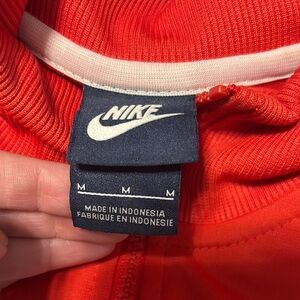 NIKE
M M M
MADE IN INDONESIA
FABRIQUE EN INDONESIE